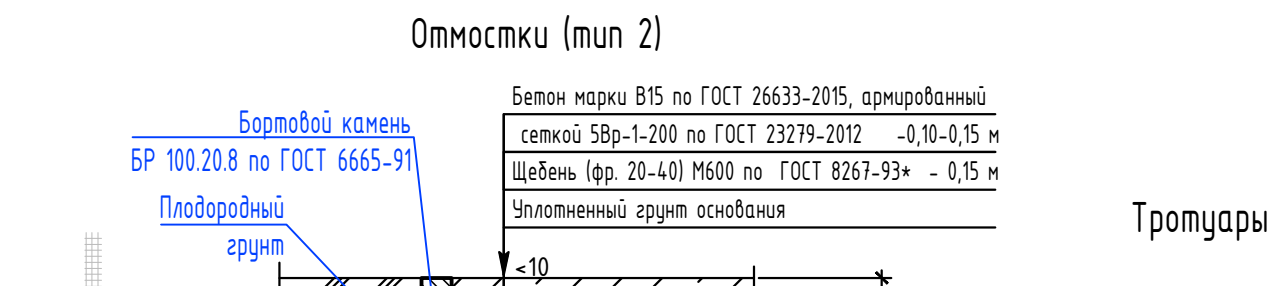 Отмостки (тип 2)
Бетон марки В15 по ГОСТ 26633-2015, армированный
сеткой 5Вр-1-200 по ГОСТ 23279-2012 -0,10-0,15 м
Щебень (фр. 20-40) М600 по ГОСТ 8267-93* - 0,15 м
Уплотненный грунт основания
Бортовой камень
БР 100.20.8 по ГОСТ 6665-91
Плодородный
грунт
<10
Тротуары